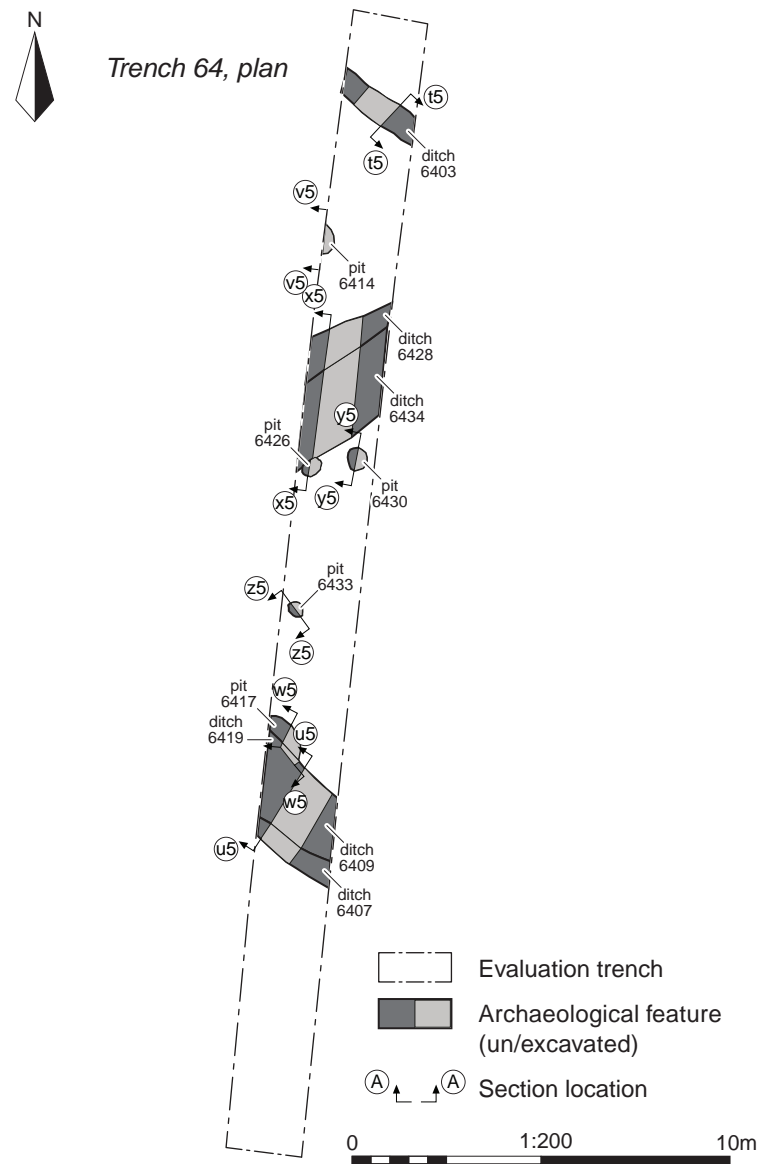 N
Trench 64, plan
t5
t5
ditch
6403
v5
pit
6414
v5
x5
ditch
6428
ditch
6434
y5
pit
6426
pit
6430
x5
y5
pit
6433
z5
z5
pit
6417
w5
ditch
6419
u5
w5
u5
ditch
6409
ditch
6407
Evaluation trench
Archaeological feature
(un/excavated)
A A Section location
0 1:200 10m